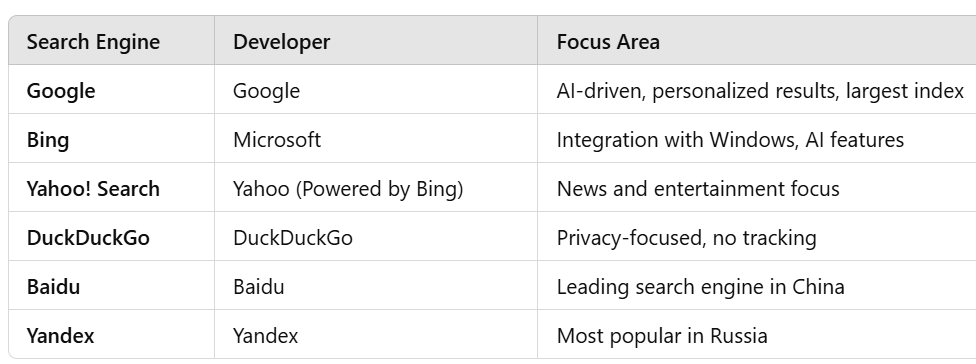 Search Engine Developer Focus Area
Google Google AI-driven, personalized results, largest index
Bing Microsoft Integration with Windows, AI features
Yahoo! Search Yahoo (Powered by Bing) News and entertainment focus
DuckDuckGo DuckDuckGo Privacy-focused, no tracking
Baidu Baidu Leading search engine in China
Yandex Yandex Most popular in Russia